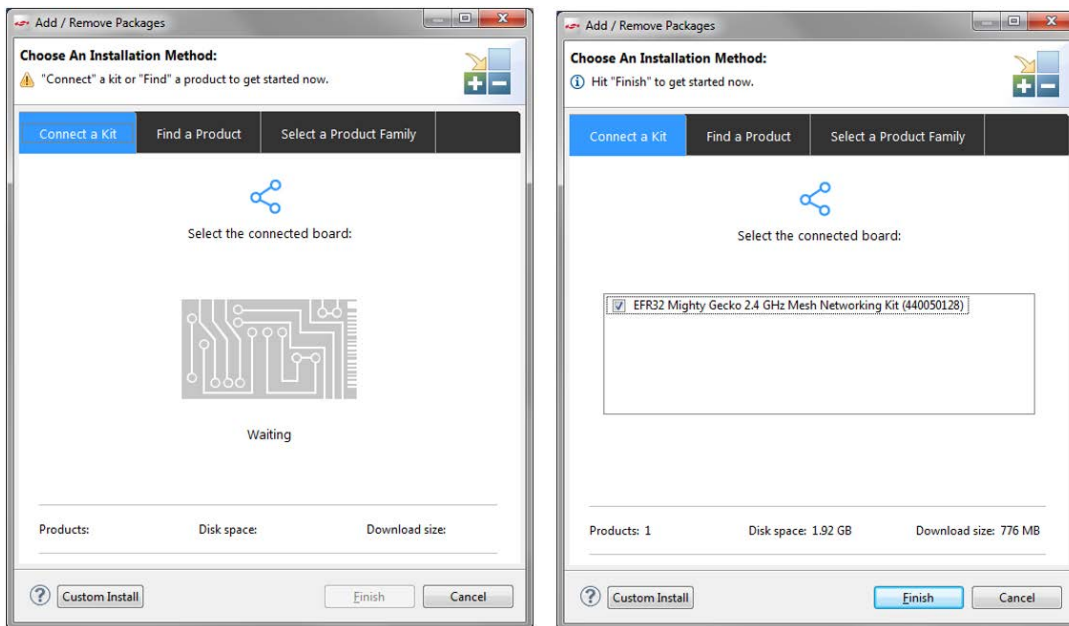 Add / Remove Packages
Choose An Installation Method:
"Connect" a kit or "Find" a product to get started now.
Connect a Kit Find a Product Select a Product Family
Select the connected board:
Waiting
Products: Disk space: Download size:
? Custom Install Finish Cancel
Add / Remove Packages
Choose An Installation Method:
Hit "Finish" to get started now.
Connect a Kit Find a Product Select a Product Family
Select the connected board:
EFR32 Mighty Gecko 2.4 GHz Mesh Networking Kit (440050128)
Products: 1 Disk space: 1.92 GB Download size: 776 MB
? Custom Install Finish Cancel